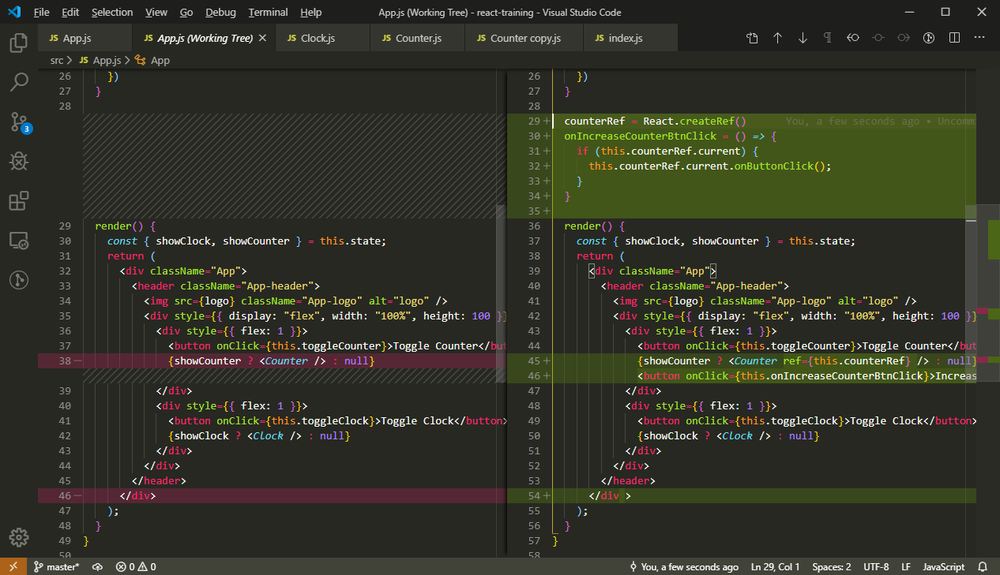 File Edit Selection View Go Debug Terminal Help App.js (Working Tree) - react-training - Visual Studio Code
JS App.js JS App.js (Working Tree) JS Clock.js JS Counter.js JS Counter copy.js JS index.js
src > JS App.js > App
3
26 })
27 }
28
29 render() {
30 const { showClock, showCounter } = this.state;
31 return (
32 <div className="App">
33 <header className="App-header">
34 <img src={logo} className="App-logo" alt="logo" />
35 <div style={{ display: "flex", width: "100%", height: 100 }}
36 <div style={{ flex: 1 }}>
37 <button onClick={this.toggleCounter}>Toggle Counter</but
38 − {showCounter ? <Counter /> : null}
39 </div>
40 <div style={{ flex: 1 }}>
41 <button onClick={this.toggleClock}>Toggle Clock</button>
42 {showClock ? <Clock /> : null}
43 </div>
44 </div>
45 </header>
46 − </div>
47 );
48 }
49 }
50
26 })
27 }
28
29 + counterRef = React.createRef() You, a few seconds ago • Uncomm
30 + onIncreaseCounterBtnClick = () => {
31 + if (this.counterRef.current) {
32 + this.counterRef.current.onButtonClick();
33 + }
34 + }
35 +
36 render() {
37 const { showClock, showCounter } = this.state;
38 return (
39 <div className="App">
40 <header className="App-header">
41 <img src={logo} className="App-logo" alt="logo" />
42 <div style={{ display: "flex", width: "100%", height: 100 }}
43 <div style={{ flex: 1 }}>
44 <button onClick={this.toggleCounter}>Toggle Counter</but
45 + {showCounter ? <Counter ref={this.counterRef} /> : null}
46 + <button onClick={this.onIncreaseCounterBtnClick}>Increas
47 </div>
48 <div style={{ flex: 1 }}>
49 <button onClick={this.toggleClock}>Toggle Clock</button>
50 {showClock ? <Clock /> : null}
51 </div>
52 </div>
53 </header>
54 + </div >
55 );
56 }
57 }
58
master* 0 0 You, a few seconds ago Ln 29, Col 1 Spaces: 2 UTF-8 LF JavaScript